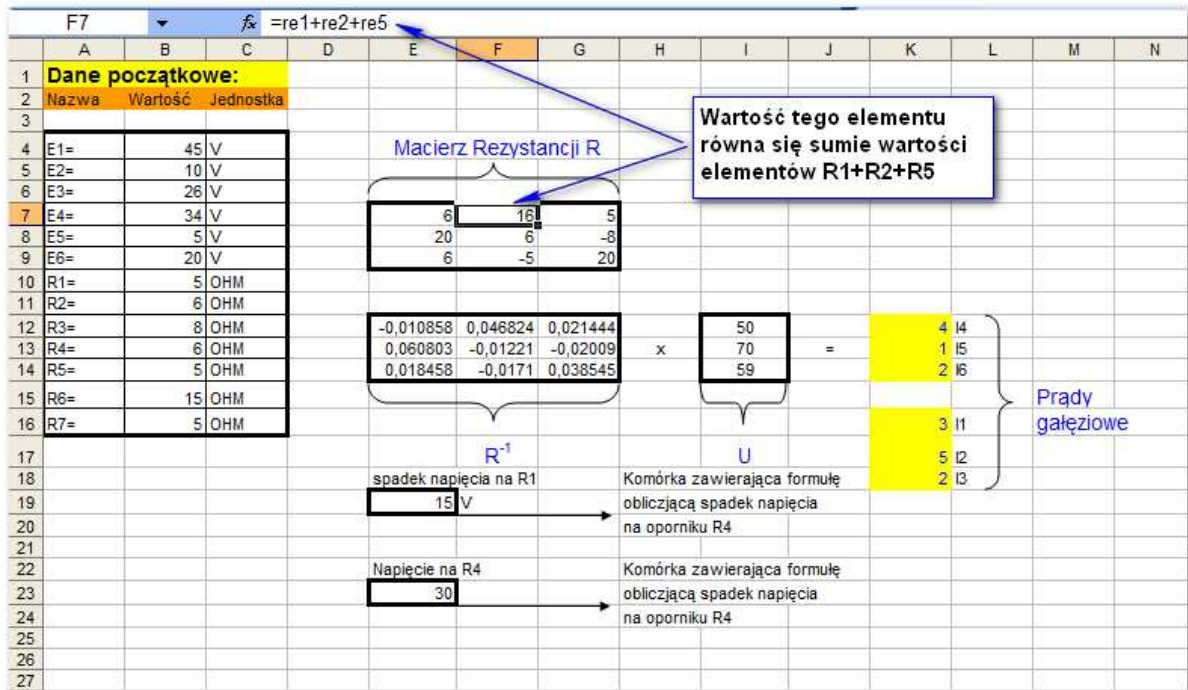 F7 fx =re1+re2+re5
A B C D E F G H I J K L M N
1 Dane początkowe:
2 Nazwa Wartość Jednostka
3
Wartość tego elementu
równa się sumie wartości
elementów R1+R2+R5
4 E1= 45 V Macierz Rezystancji R
5 E2= 10 V
6 E3= 26 V
7 E4= 34 V 6 16 5
8 E5= 5 V 20 6 -8
9 E6= 20 V 6 -5 20
10 R1= 5 OHM
11 R2= 6 OHM
12 R3= 8 OHM -0,010858 0,046824 0,021444 50 4 I4
13 R4= 6 OHM 0,060803 -0,01221 -0,02009 x 70 = 1 I5
14 R5= 5 OHM 0,018458 -0,0171 0,038545 59 2 I6
15 R6= 15 OHM Prądy
16 R7= 5 OHM 3 I1 gałęziowe
17 R-1 U 5 I2
18 spadek napięcia na R1 Komórka zawierająca formułę 2 I3
19 15 V obliczjącą spadek napięcia
20 na oporniku R4
21
22 Napięcie na R4 Komórka zawierająca formułę
23 30 obliczjącą spadek napięcia
24 na oporniku R4
25
26
27